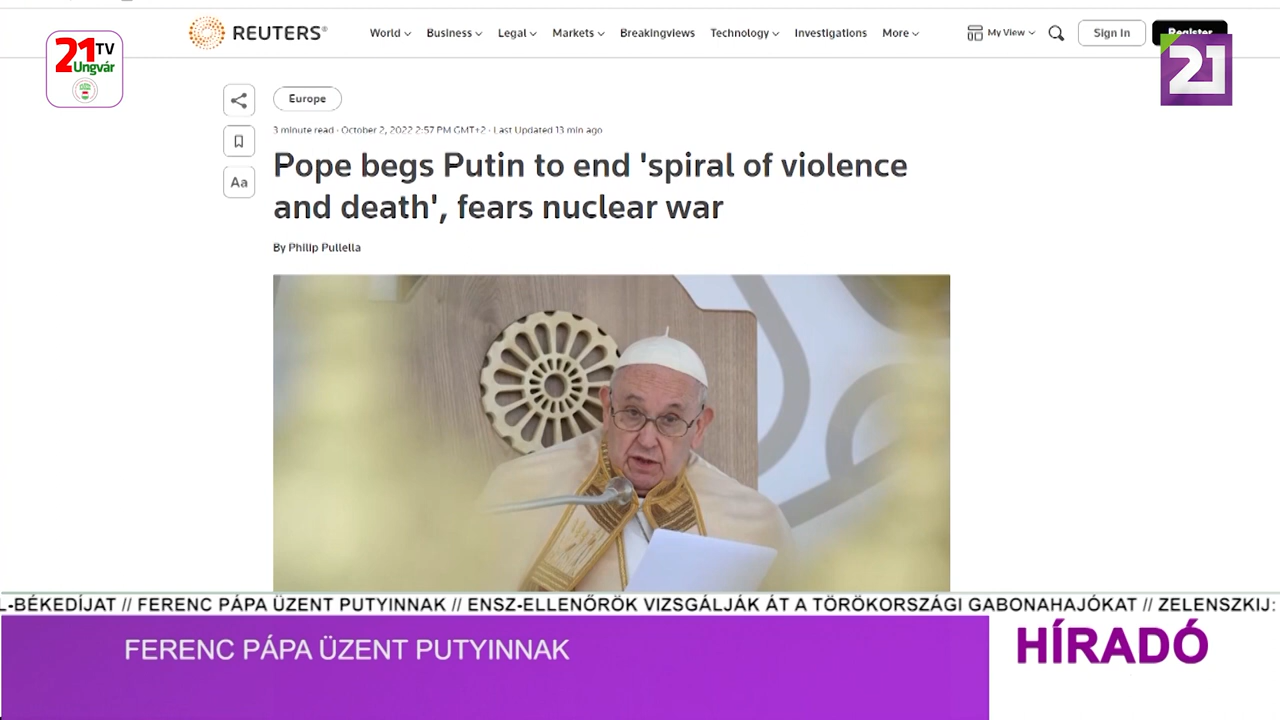 REUTERS®
World
Business
Legal
Markets
Breakingviews
Technology
Investigations
More
My View
Sign In
Register
21 TV
Ungvár
21
Europe
3 minute read · October 2, 2022 2:57 PM GMT+2 · Last Updated 13 min ago
Aa
Pope begs Putin to end 'spiral of violence
and death', fears nuclear war
By Philip Pullella
L-BÉKEDÍJAT // FERENC PÁPA ÜZENT PUTYINNAK // ENSZ-ELLENŐRÖK VIZSGÁLJÁK ÁT A TÖRÖKORSZÁGI GABONAHAJÓKAT // ZELENSZKIJ:
FERENC PÁPA ÜZENT PUTYINNAK
HÍRADÓ